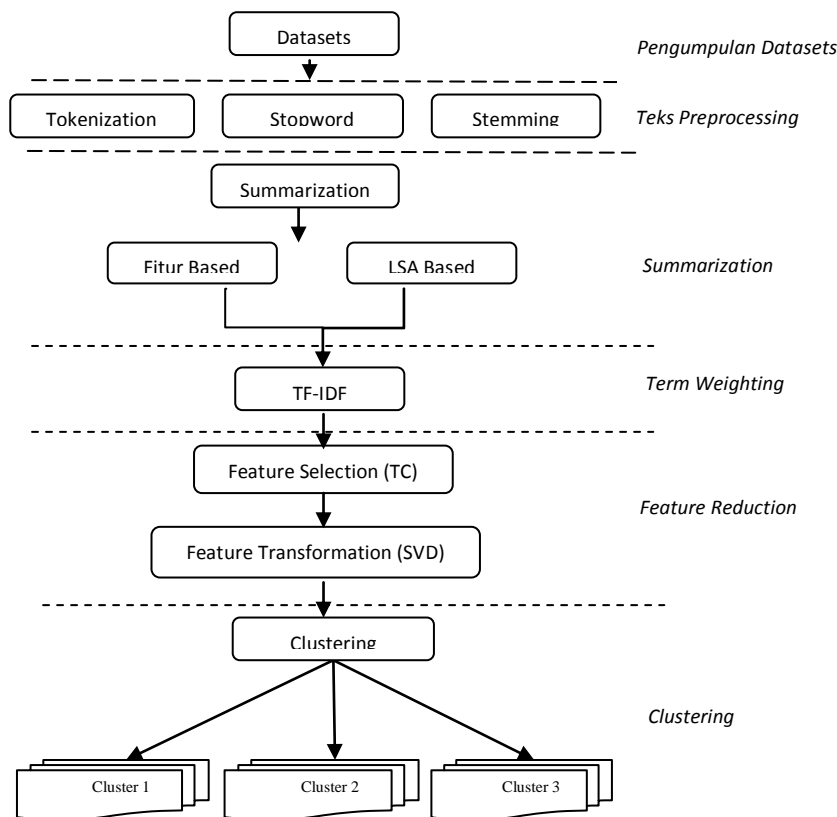 Datasets
Pengumpulan Datasets
Tokenization
Stopword
Stemming
Teks Preprocessing
Summarization
Fitur Based
LSA Based
Summarization
TF-IDF
Term Weighting
Feature Selection (TC)
Feature Transformation (SVD)
Feature Reduction
Clustering
Clustering
Cluster 1
Cluster 2
Cluster 3